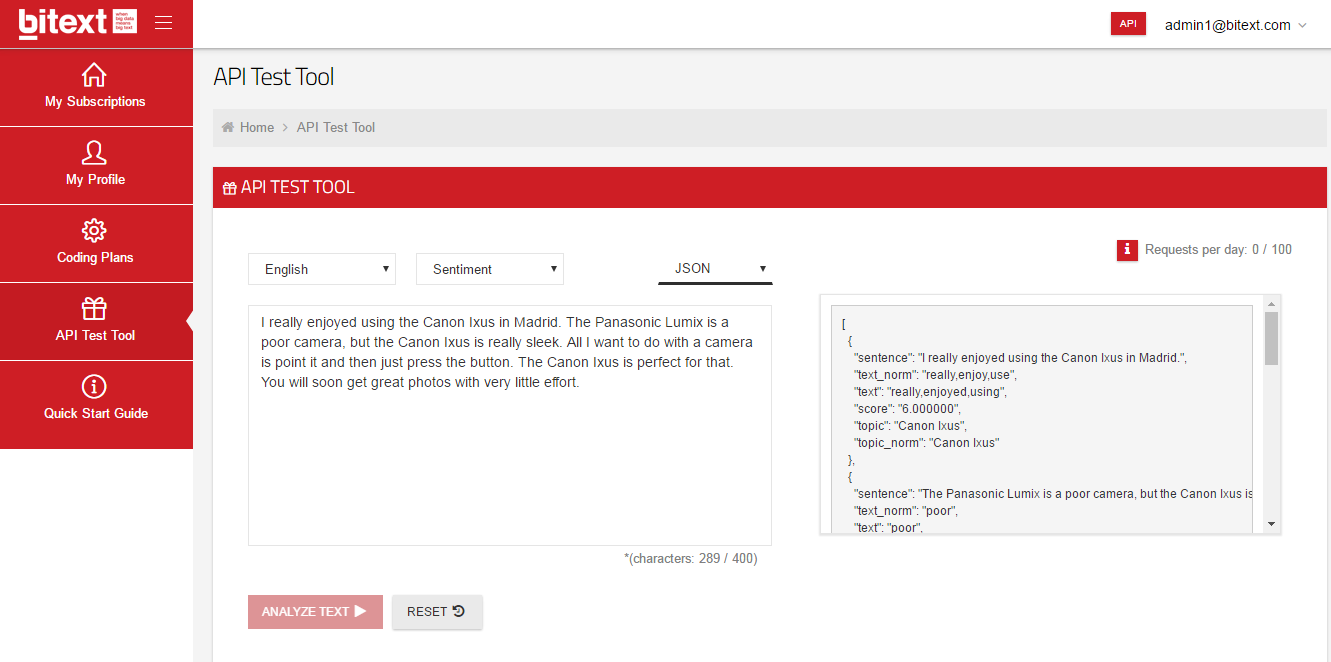 bitext
when
big data
means
big text
API
admin1@bitext.com
My Subscriptions
My Profile
Coding Plans
API Test Tool
Quick Start Guide
API Test Tool
Home > API Test Tool
API TEST TOOL
i Requests per day: 0 / 100
English
Sentiment
JSON
I really enjoyed using the Canon Ixus in Madrid. The Panasonic Lumix is a
poor camera, but the Canon Ixus is really sleek. All I want to do with a camera
is point it and then just press the button. The Canon Ixus is perfect for that.
You will soon get great photos with very little effort.
*(characters: 289 / 400)
ANALYZE TEXT
RESET
[
{
"sentence": "I really enjoyed using the Canon Ixus in Madrid.",
"text_norm": "really,enjoy,use",
"text": "really,enjoyed,using",
"score": "6.000000",
"topic": "Canon Ixus",
"topic_norm": "Canon Ixus"
},
{
"sentence": "The Panasonic Lumix is a poor camera, but the Canon Ixus is
"text_norm": "poor",
"text": "poor",